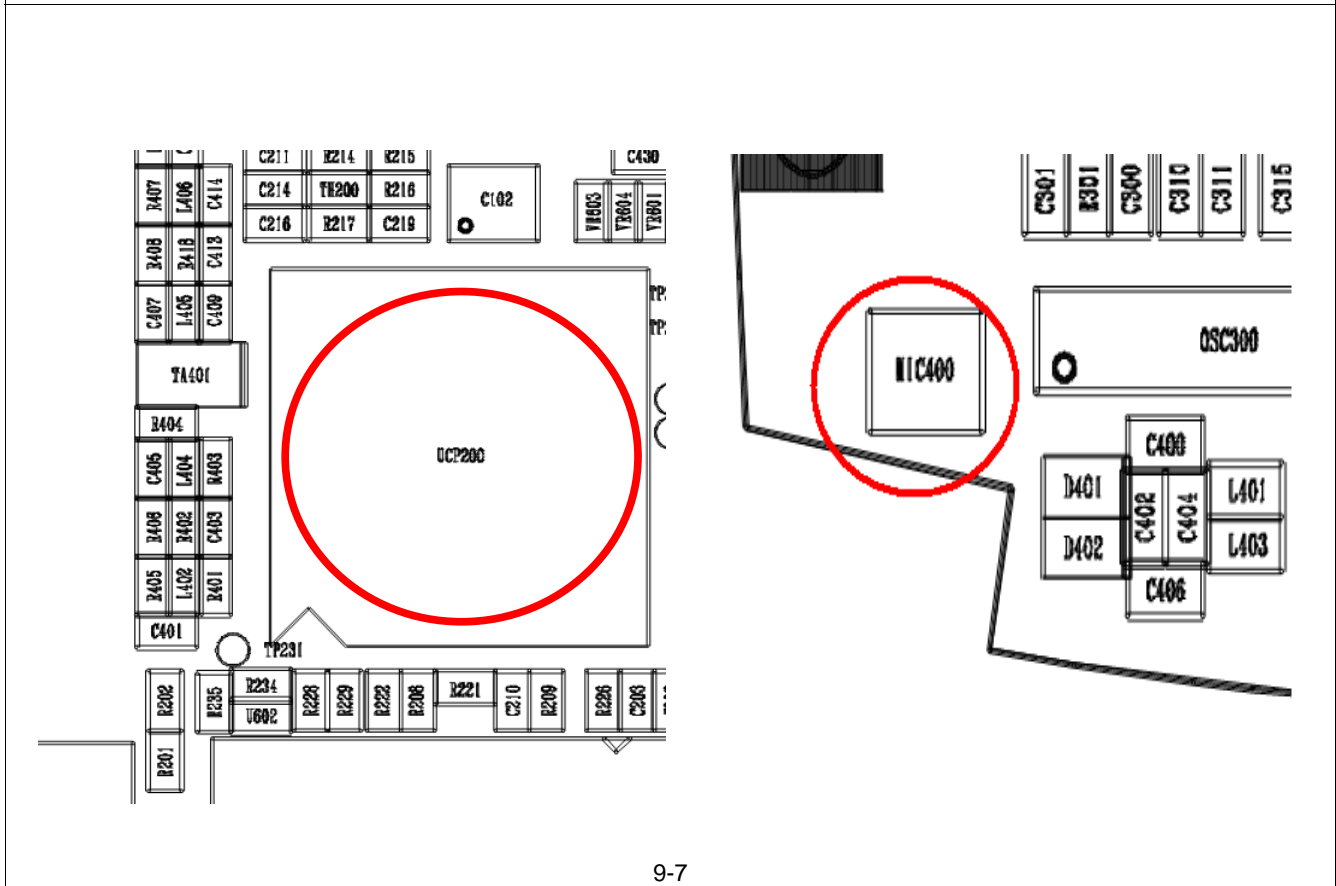 C211 R214 R215 C430
R407 L406 C414 C214 TH200 R216 C102 VR603 VR604 VR601
C216 R217 C219
R408 R418 C413
C407 L405 C409
TA401
R404
C405 L404 R403 UCP200
R406 R402 C403
R405 L402 R401
C401
TP231
R202 R235 R234 R228 R229 R222 R208 R221 C210 R209 R226 C203
U602
R201
C301 R301 C300 C310 C311 C315
OSC300
MIC400
C400
D401 C402 C404 L401
D402 L403
C406
9-7